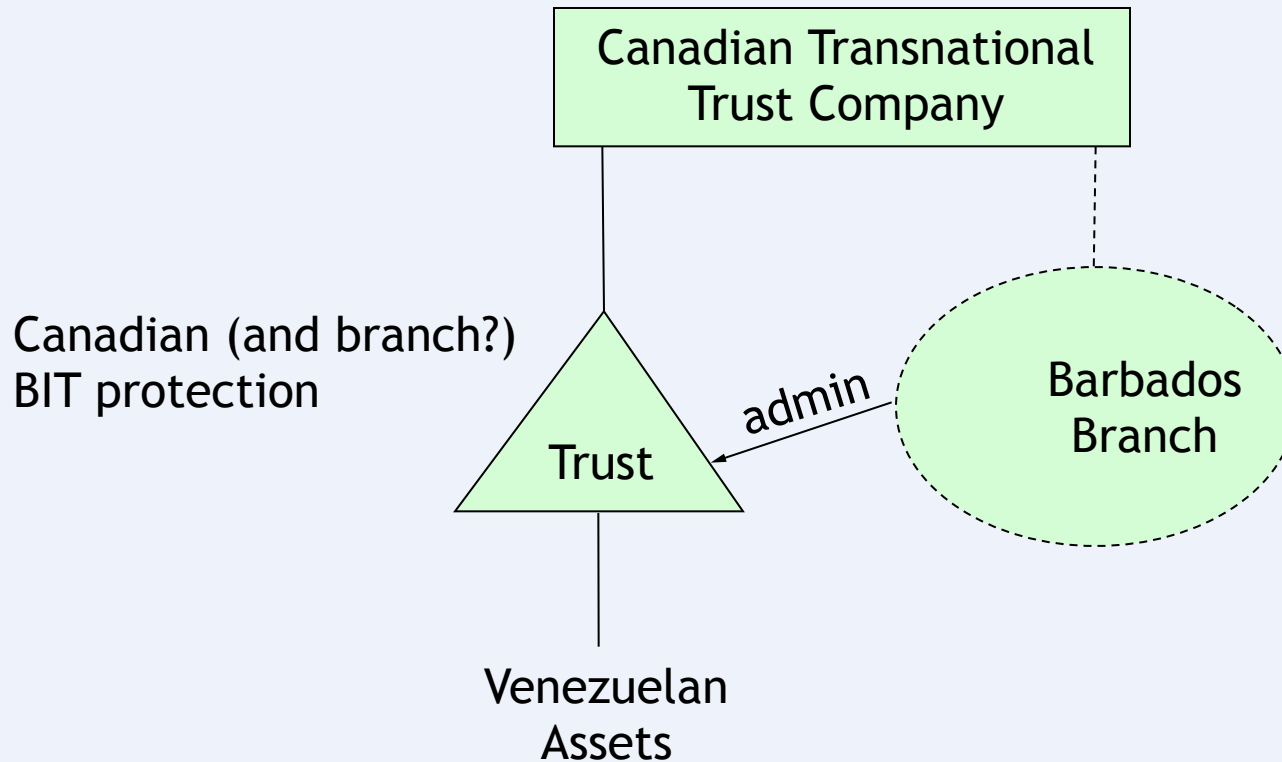 Canadian Transnational
Trust Company
Canadian (and branch?)
BIT protection
admin
Barbados
Branch
Trust
Venezuelan
Assets